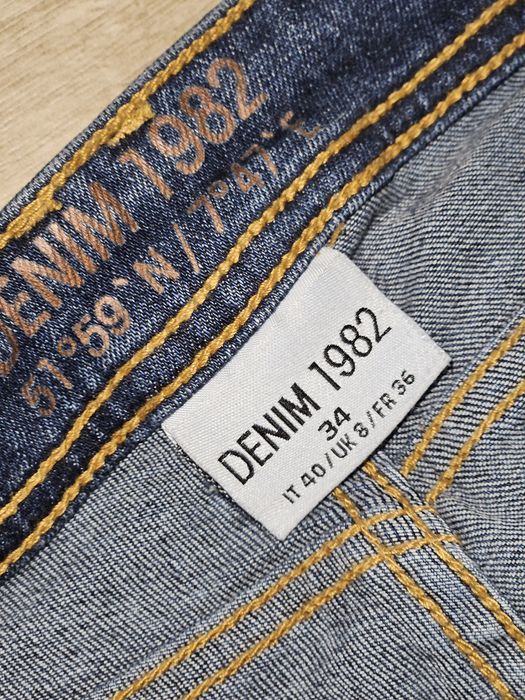 DENIM 1982
51°59`N / 7°47`E
DENIM 1982
34
IT 40 / UK 8 / FR 36